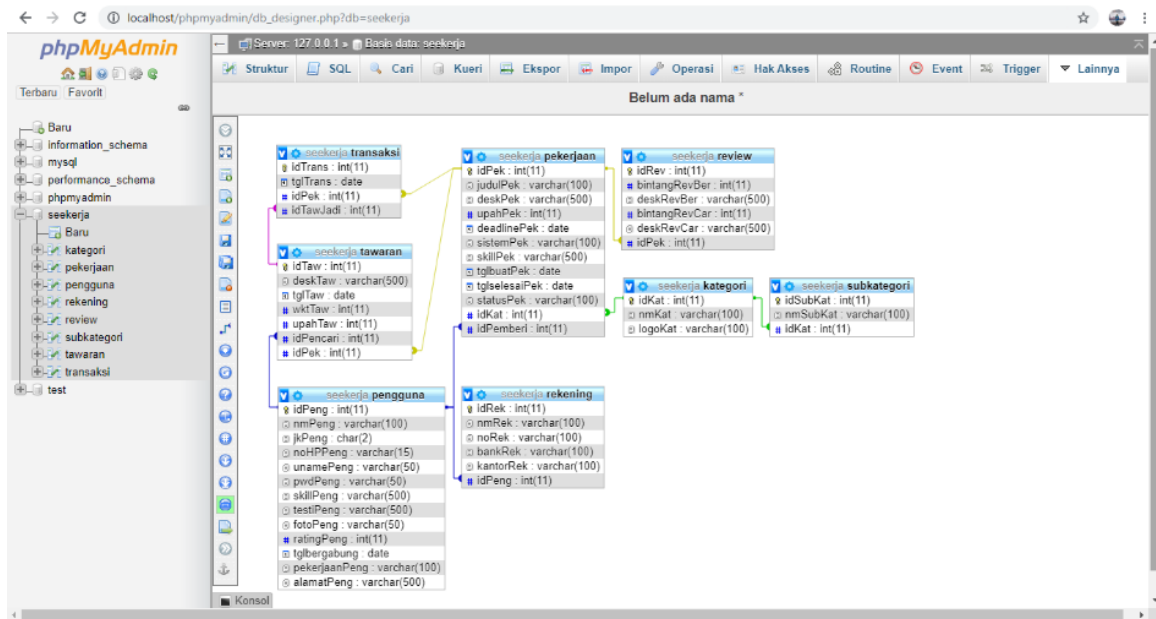 localhost/phpmyadmin/db_designer.php?db=seekerja
phpMyAdmin
Terbaru Favorit
Baru
information_schema
mysql
performance_schema
phpmyadmin
seekerja
Baru
kategori
pekerjaan
pengguna
rekening
review
subkategori
tawaran
transaksi
test
Server: 127.0.0.1 » Basis data: seekerja
Struktur SQL Cari Kueri Ekspor Impor Operasi Hak Akses Routine Event Trigger Lainnya
Belum ada nama *
seekerja transaksi
idTrans : int(11)
tglTrans : date
idPek : int(11)
idTawJadi : int(11)
seekerja tawaran
idTaw : int(11)
deskTaw : varchar(500)
tglTaw : date
wktTaw : int(11)
upahTaw : int(11)
idPencari : int(11)
idPek : int(11)
seekerja pengguna
idPeng : int(11)
nmPeng : varchar(100)
jkPeng : char(2)
noHPPeng : varchar(15)
unamePeng : varchar(50)
pwdPeng : varchar(50)
skillPeng : varchar(500)
testiPeng : varchar(500)
fotoPeng : varchar(50)
ratingPeng : int(11)
tglbergabung : date
pekerjaanPeng : varchar(100)
alamatPeng : varchar(500)
seekerja pekerjaan
idPek : int(11)
judulPek : varchar(100)
deskPek : varchar(500)
upahPek : int(11)
deadlinePek : date
sistemPek : varchar(100)
skillPek : varchar(500)
tglbuatPek : date
tglselesaiPek : date
statusPek : varchar(100)
idKat : int(11)
idPemberi : int(11)
seekerja rekening
idRek : int(11)
nmRek : varchar(100)
noRek : varchar(100)
bankRek : varchar(100)
kantorRek : varchar(100)
idPeng : int(11)
seekerja review
idRev : int(11)
bintangRevBer : int(11)
deskRevBer : varchar(500)
bintangRevCar : int(11)
deskRevCar : varchar(500)
idPek : int(11)
seekerja kategori
idKat : int(11)
nmKat : varchar(100)
logoKat : varchar(100)
seekerja subkategori
idSubKat : int(11)
nmSubKat : varchar(100)
idKat : int(11)
Konsol